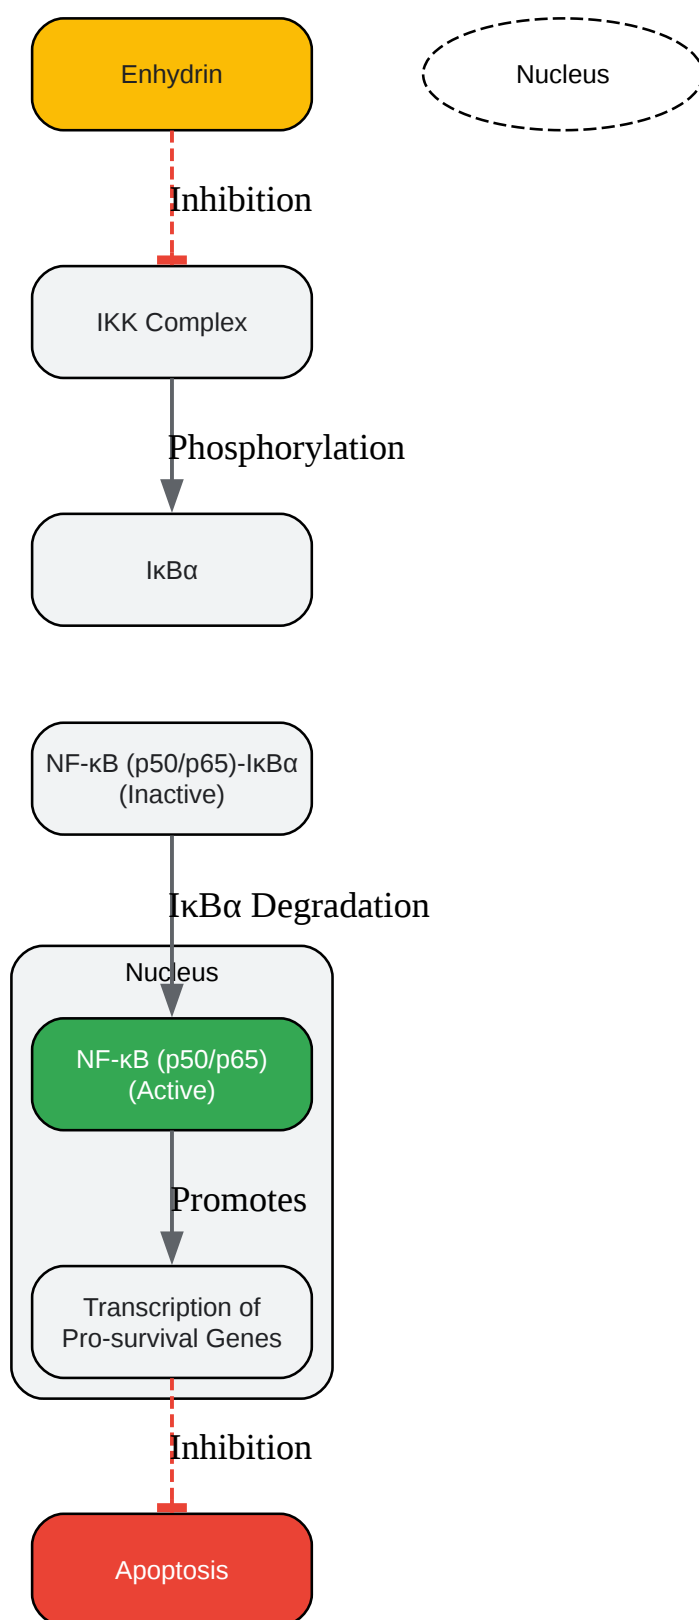 Enhydrin
Nucleus
Inhibition
IKK Complex
Phosphorylation
IκBα
NF-κB (p50/p65)-IκBα
(Inactive)
IκBα Degradation
Nucleus
NF-κB (p50/p65)
(Active)
Promotes
Transcription of
Pro-survival Genes
Inhibition
Apoptosis